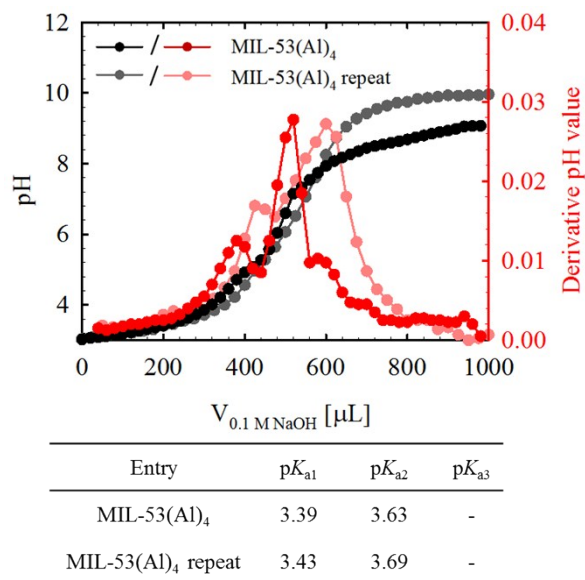 12
10
8
6
4
pH
0.04
0.03
0.02
0.01
0.00
Derivative pH value
/ MIL-53(Al)4
/ MIL-53(Al)4 repeat
0 200 400 600 800 1000
V0.1 M NaOH [μL]
Entry pKa1 pKa2 pKa3
MIL-53(Al)4 3.39 3.63 -
MIL-53(Al)4 repeat 3.43 3.69 -